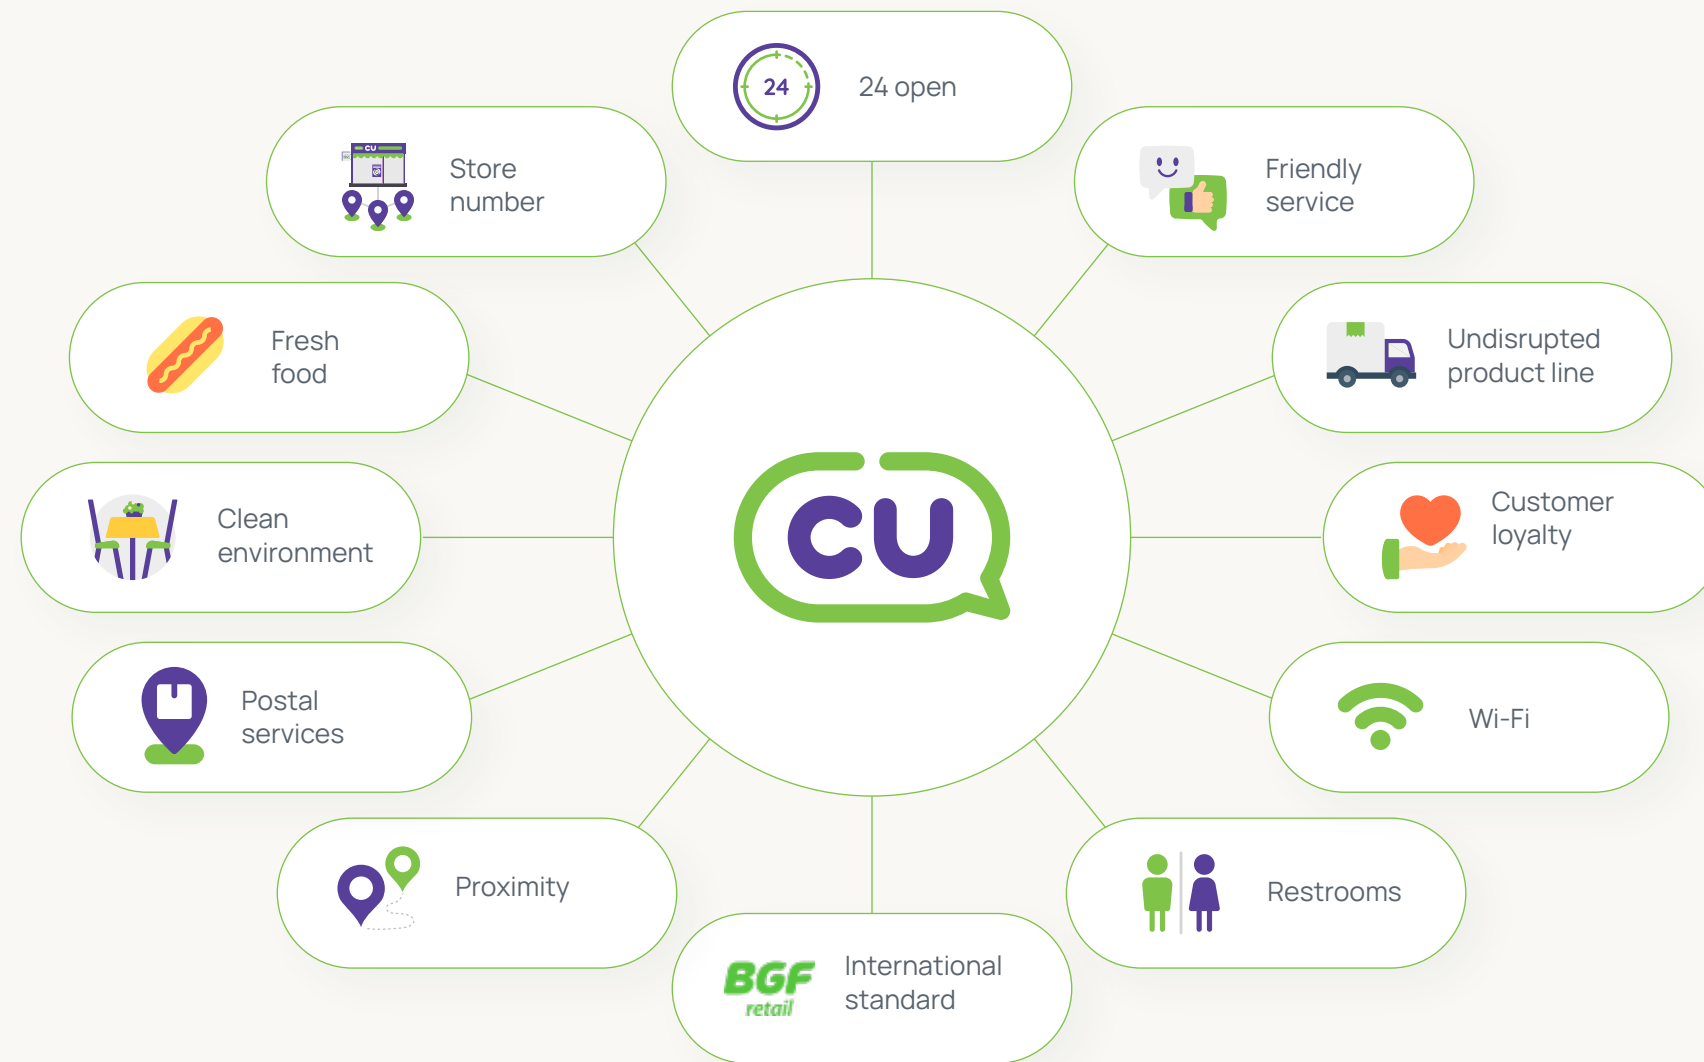 24
24 open
CU
Store
number
Friendly
service
Fresh
food
Undisrupted
product line
Clean
environment
CU
Customer
loyalty
Postal
services
Wi-Fi
Proximity
Restrooms
BGF
retail
International
standard